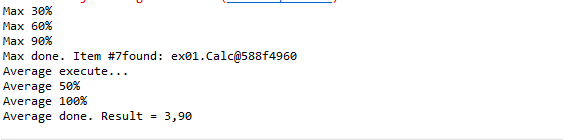 Max 30%
Max 60%
Max 90%
Max done. Item #7found: ex01.Calc@588f4960
Average execute...
Average 50%
Average 100%
Average done. Result = 3,90